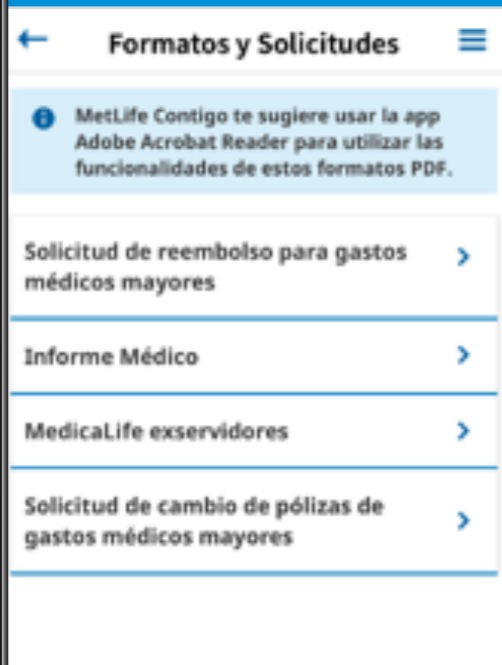 Formatos y Solicitudes
MetLife Contigo te sugiere usar la app
Adobe Acrobat Reader para utilizar las
funcionalidades de estos formatos PDF.
Solicitud de reembolso para gastos
médicos mayores
Informe Médico
MedicaLife exservidores
Solicitud de cambio de pólizas de
gastos médicos mayores